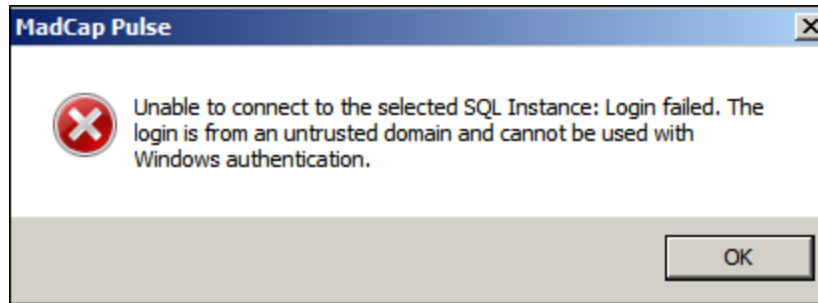 MadCap Pulse
Unable to connect to the selected SQL Instance: Login failed. The
login is from an untrusted domain and cannot be used with
Windows authentication.
OK